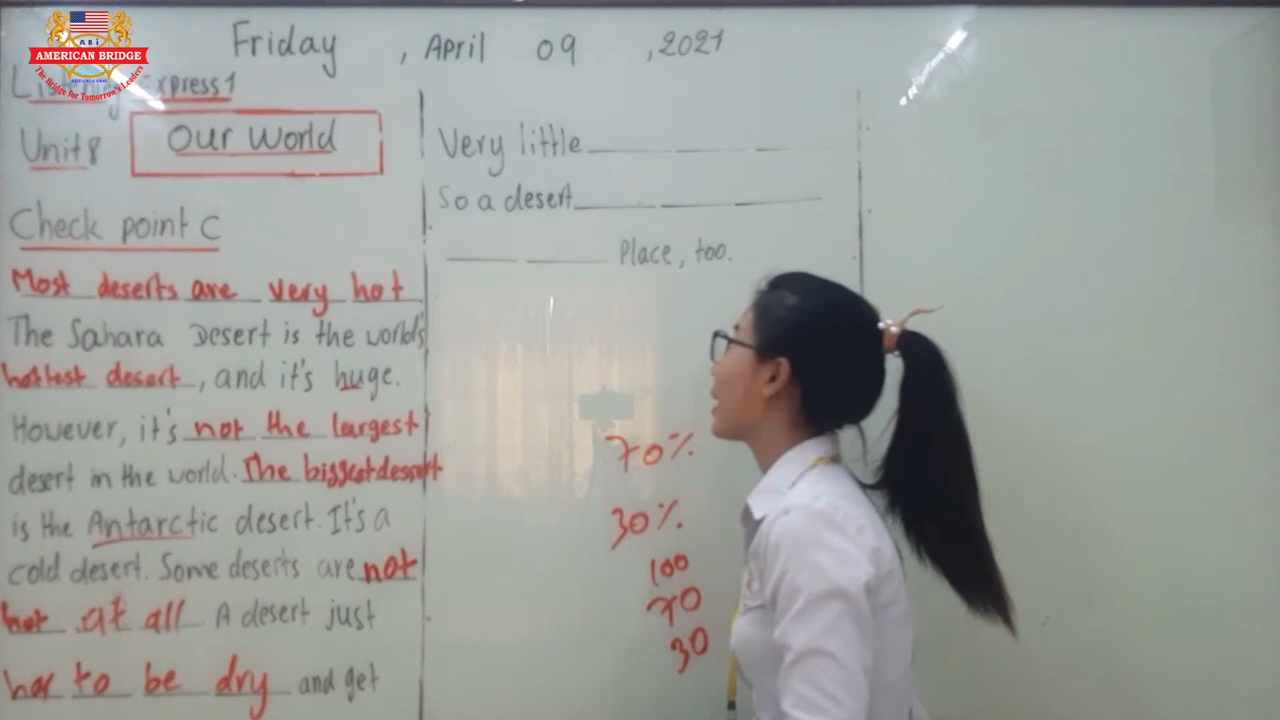 ABi
AMERICAN BRIDGE
The Bridge for Tomorrow's Leaders
Friday , April 09 , 2021
Express 1
Unit 8 Our World
Check point C
Most deserts are very hot
The Sahara Desert is the world's
hottest desert, and it's huge.
However, it's not the largest
desert in the world. The biggest desert
is the Antarctic desert. It's a
cold desert. Some deserts are not
hot at all A desert just
has to be dry and get
Very little
So a desert
Place, too.
70%
30%
100
70
30